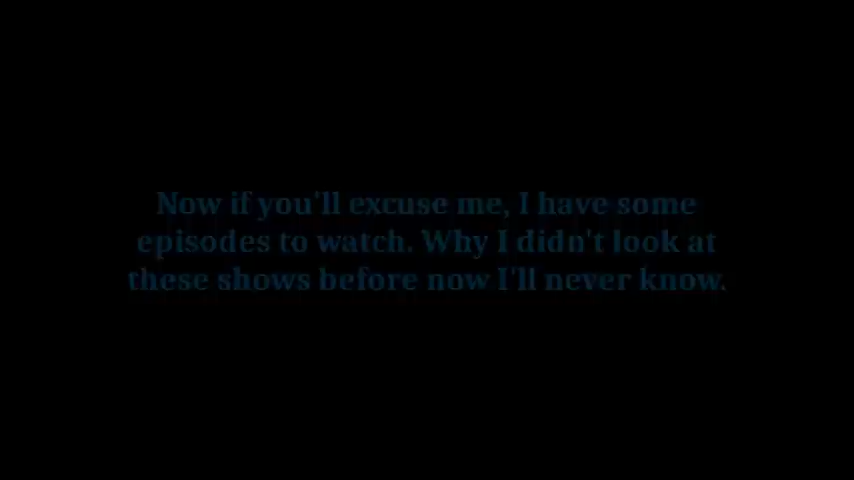 Now if you'll excuse me, I have some
episodes to watch. Why I didn't look at
these shows before now I'll never know.